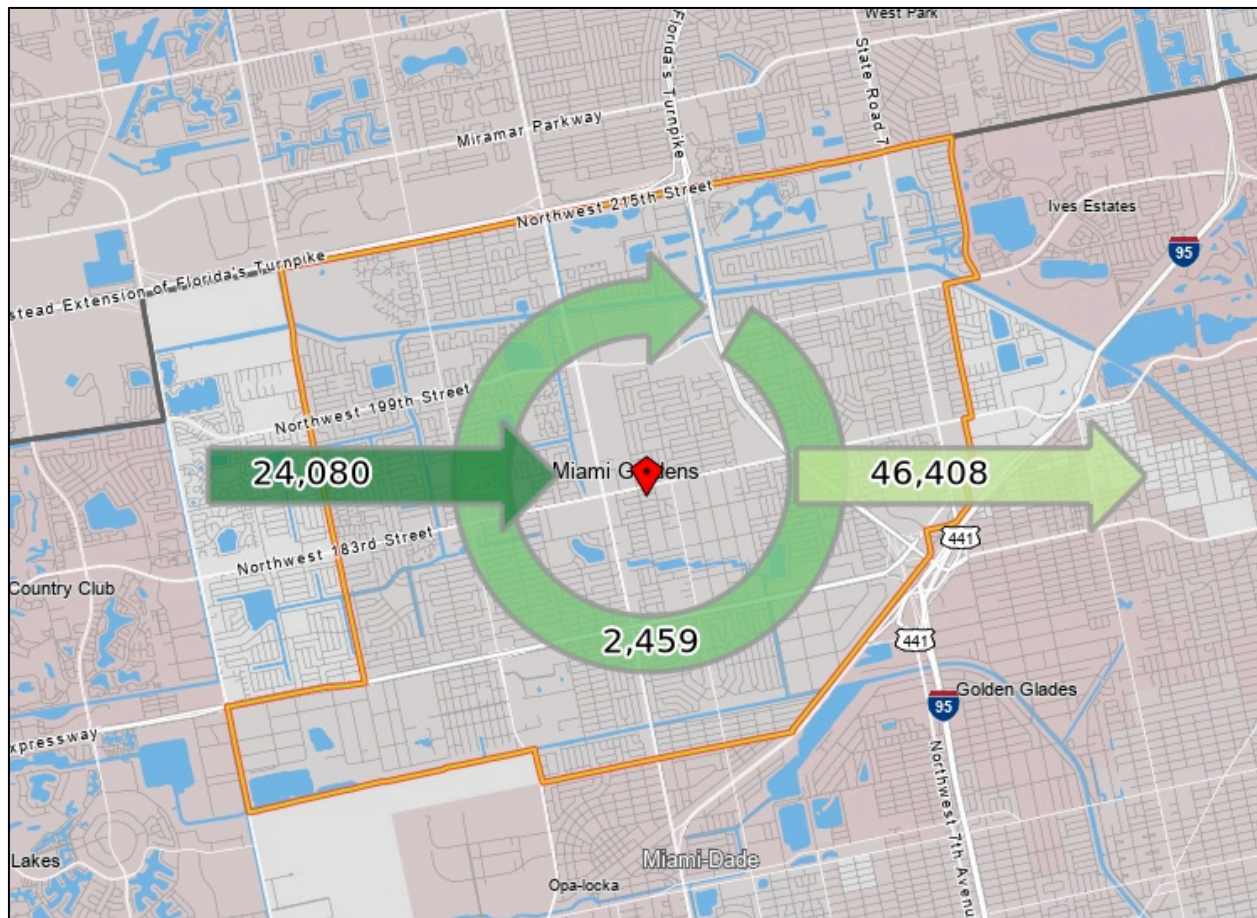 West Park
Florida's Turnpike
State Road 7
Miramar Parkway
Northwest 215th Street
Ives Estates
95
stead Extension of Florida's Turnpike
Northwest 199th Street
24,080
Miami G
ens
46,408
Northwest 183rd Street
441
Country Club
2,459
441
Golden Glades
95
xpressway
Northwest 7th Avenu
Lakes
Miami-Dade
Opa-locka